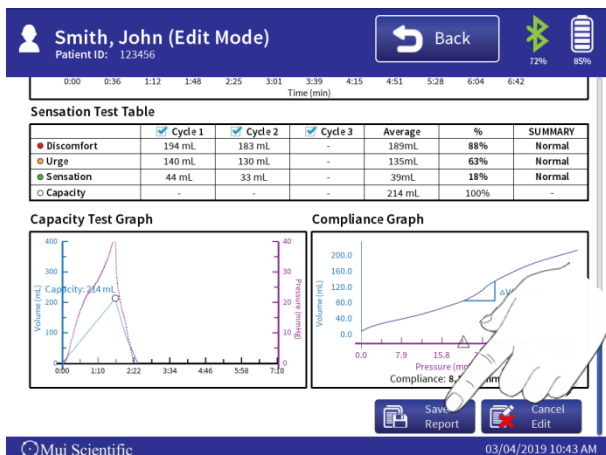 Smith, John (Edit Mode)
Patient ID: 123456
Back
72%
85%
0:00 0:36 1:12 1:48 2:25 3:01 3:39 4:15 4:51 5:28 6:04 6:42
Time (min)
Sensation Test Table
Cycle 1 Cycle 2 Cycle 3 Average % SUMMARY
Discomfort 194 mL 183 mL - 189mL 88% Normal
Urge 140 mL 130 mL - 135mL 63% Normal
Sensation 44 mL 33 mL - 39mL 18% Normal
Capacity - - - 214 mL 100% -
Capacity Test Graph
400
300
200
100
0
Volume (mL)
Capacity: 214 mL
40
30
20
10
0
Pressure (mmHg)
0:00 1:10 2:22 3:34 4:46 5:58 7:10
Compliance Graph
200.0
160.0
120.0
80.0
40.0
0.0
Volume (mL)
0.0 7.9 15.8
Pressure
Compliance:
Save Report
Cancel Edit
Mui Scientific
03/04/2019 10:43 AM